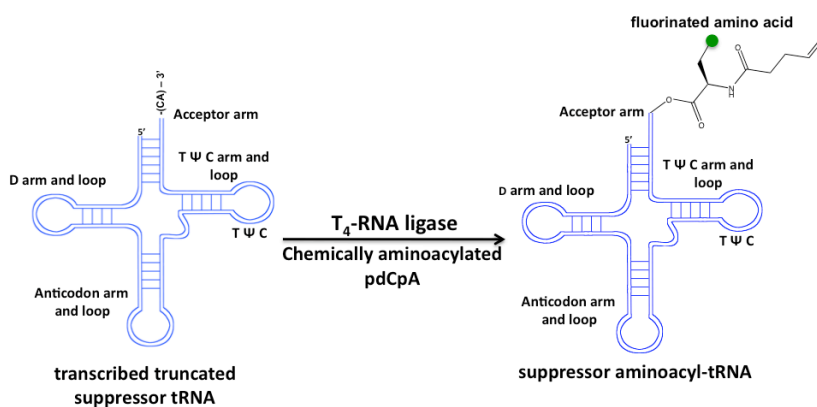 fluorinated amino acid
O
O
N
H
O
-(CA) – 3'
Acceptor arm
5'
T Ψ C arm and
loop
D arm and loop
T Ψ C
Anticodon arm
and loop
transcribed truncated
suppressor tRNA
T4-RNA ligase
Chemically aminoacylated
pdCpA
Acceptor arm
5'
T Ψ C arm and
loop
D arm and loop
T Ψ C
Anticodon arm
and loop
suppressor aminoacyl-tRNA